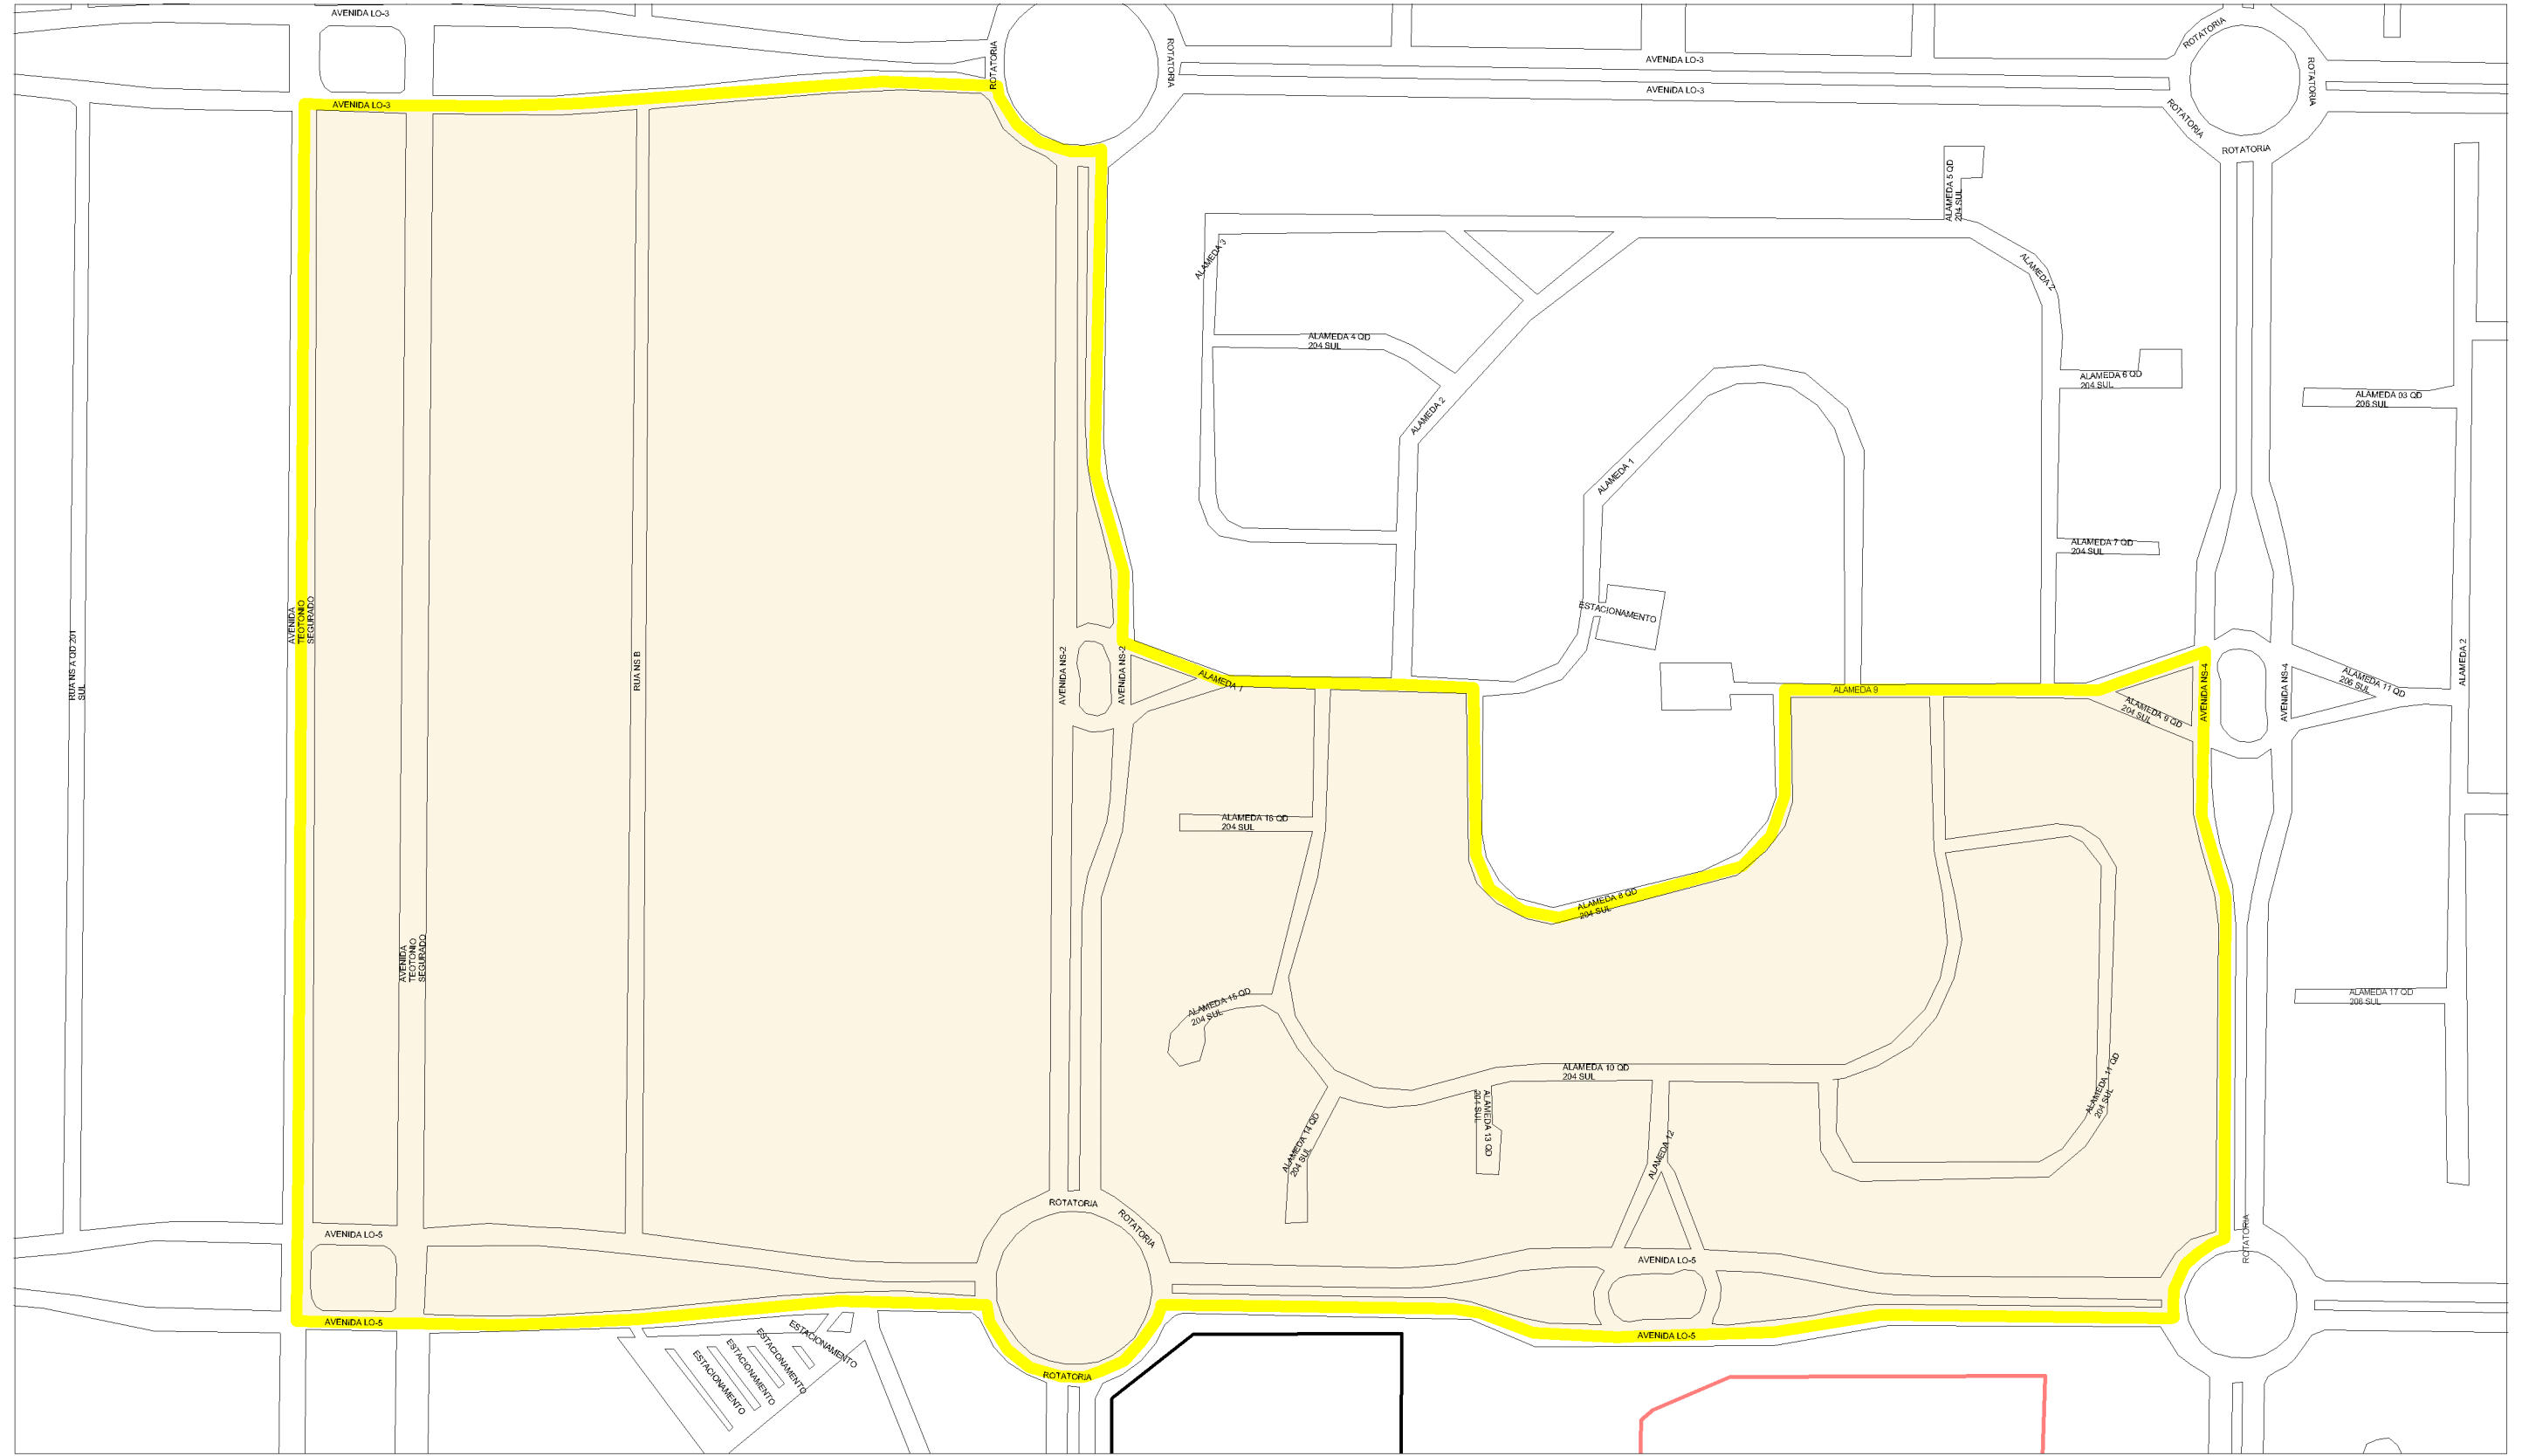 AVENIDA LO-3
ROTATORIA
ROTATORIA
AVENIDA LO-3
ROTATORIA
ROTATORIA
AVENIDA LO-3
AVENIDA LO-3
ROTATORIA
ROTATORIA
ALAMEDA 5 QD
204 SUL
ALAMEDA 3
ALAMEDA 2
ALAMEDA 4 QD
204 SUL
ALAMEDA 6 QD
204 SUL
ALAMEDA 03 QD
206 SUL
ALAMEDA 2
ALAMEDA 1
ALAMEDA 7 QD
204 SUL
ESTACIONAMENTO
AVENIDA
TEOTONIO
SEGURADO
RUA NS A QD 201
SUL
RUA NS B
AVENIDA NS-2
AVENIDA NS-2
ALAMEDA 1
ALAMEDA 9
ALAMEDA 9 QD
204 SUL
AVENIDA NS-4
AVENIDA NS-4
ALAMEDA 11 QD
206 SUL
ALAMEDA 2
ALAMEDA 16 QD
204 SUL
ALAMEDA 8 QD
204 SUL
AVENIDA
TEOTONIO
SEGURADO
ALAMEDA 15 QD
204 SUL
ALAMEDA 17 QD
206 SUL
ALAMEDA 10 QD
204 SUL
ALAMEDA 11 QD
204 SUL
ALAMEDA 13 QD
204 SUL
ALAMEDA 14 QD
204 SUL
ALAMEDA 12
ROTATORIA
ROTATORIA
ROTATORIA
AVENIDA LO-5
AVENIDA LO-5
AVENIDA LO-5
AVENIDA LO-5
ESTACIONAMENTO
ESTACIONAMENTO
ESTACIONAMENTO
ESTACIONAMENTO
ROTATORIA